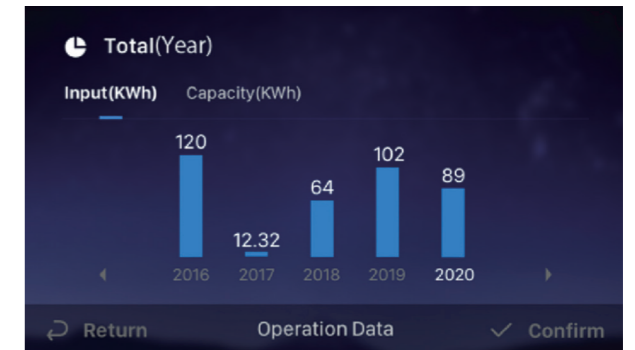 Total(Year)
Input(KWh) Capacity(KWh)
120
102
89
64
12.32
2016 2017 2018 2019 2020
Return Operation Data Confirm